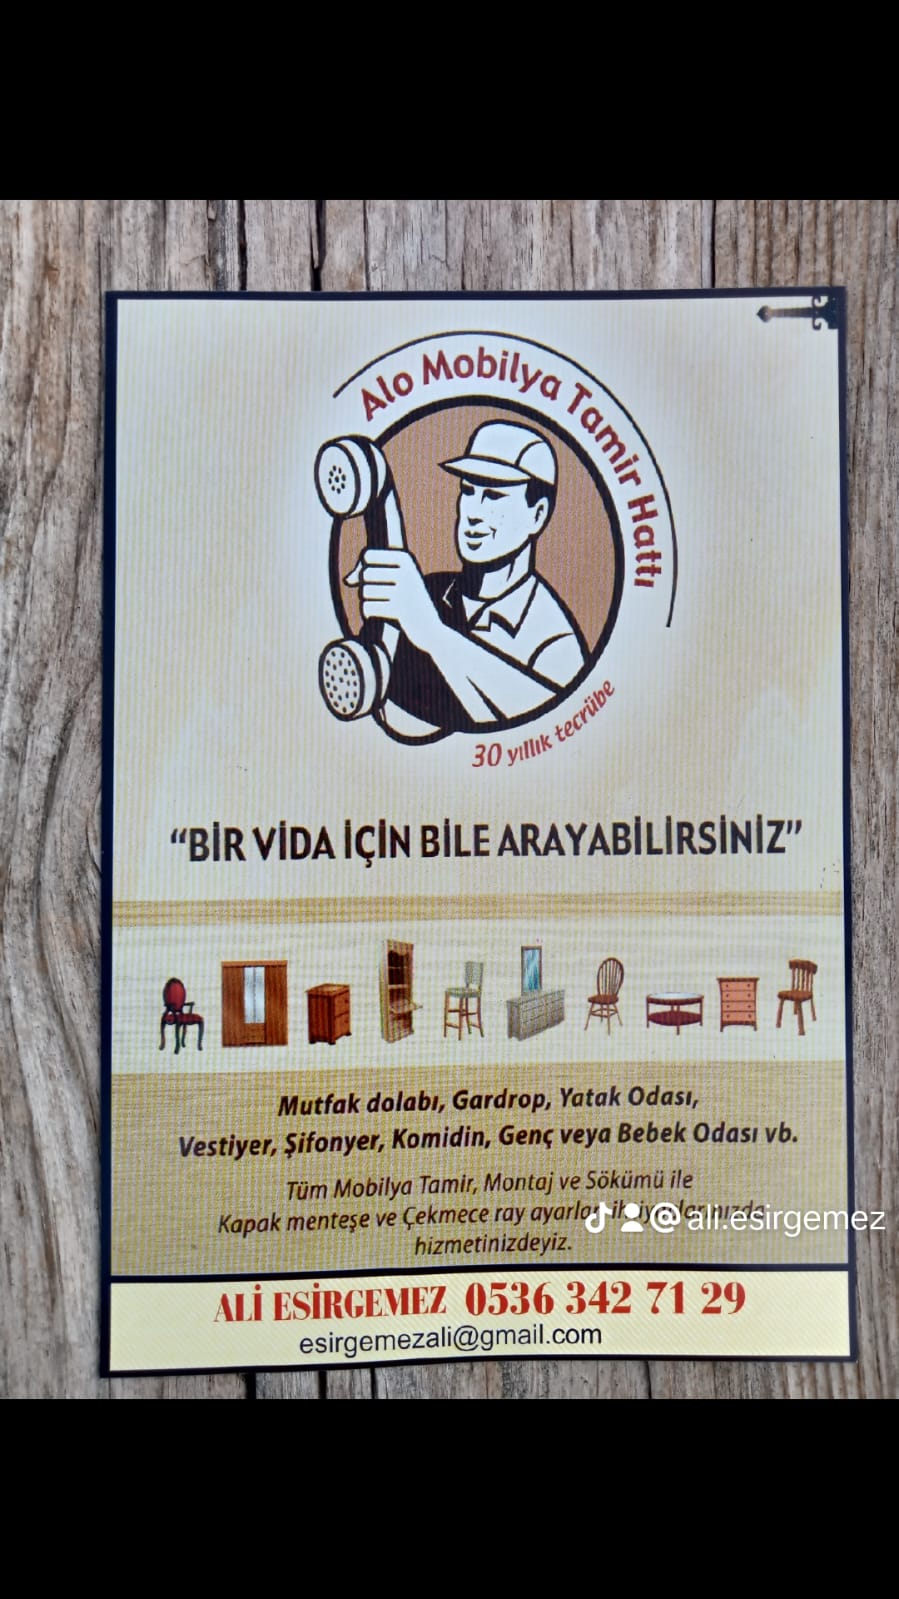 Alo Mobilya Tamir Hattı
30 yıllık tecrübe
“BİR VİDA İÇİN BİLE ARAYABİLİRSİNİZ”
Mutfak dolabı, Gardrop, Yatak Odası,
Vestiyer, Şifonyer, Komidin, Genç veya Bebek Odası vb.
Tüm Mobilya Tamir, Montaj ve Sökümü ile
Kapak menteşe ve Çekmece ray ayarları
@ali.esirgemez
hizmetinizdeyiz.
ALİ ESİRGEMEZ 0536 342 71 29
esirgemezali@gmail.com